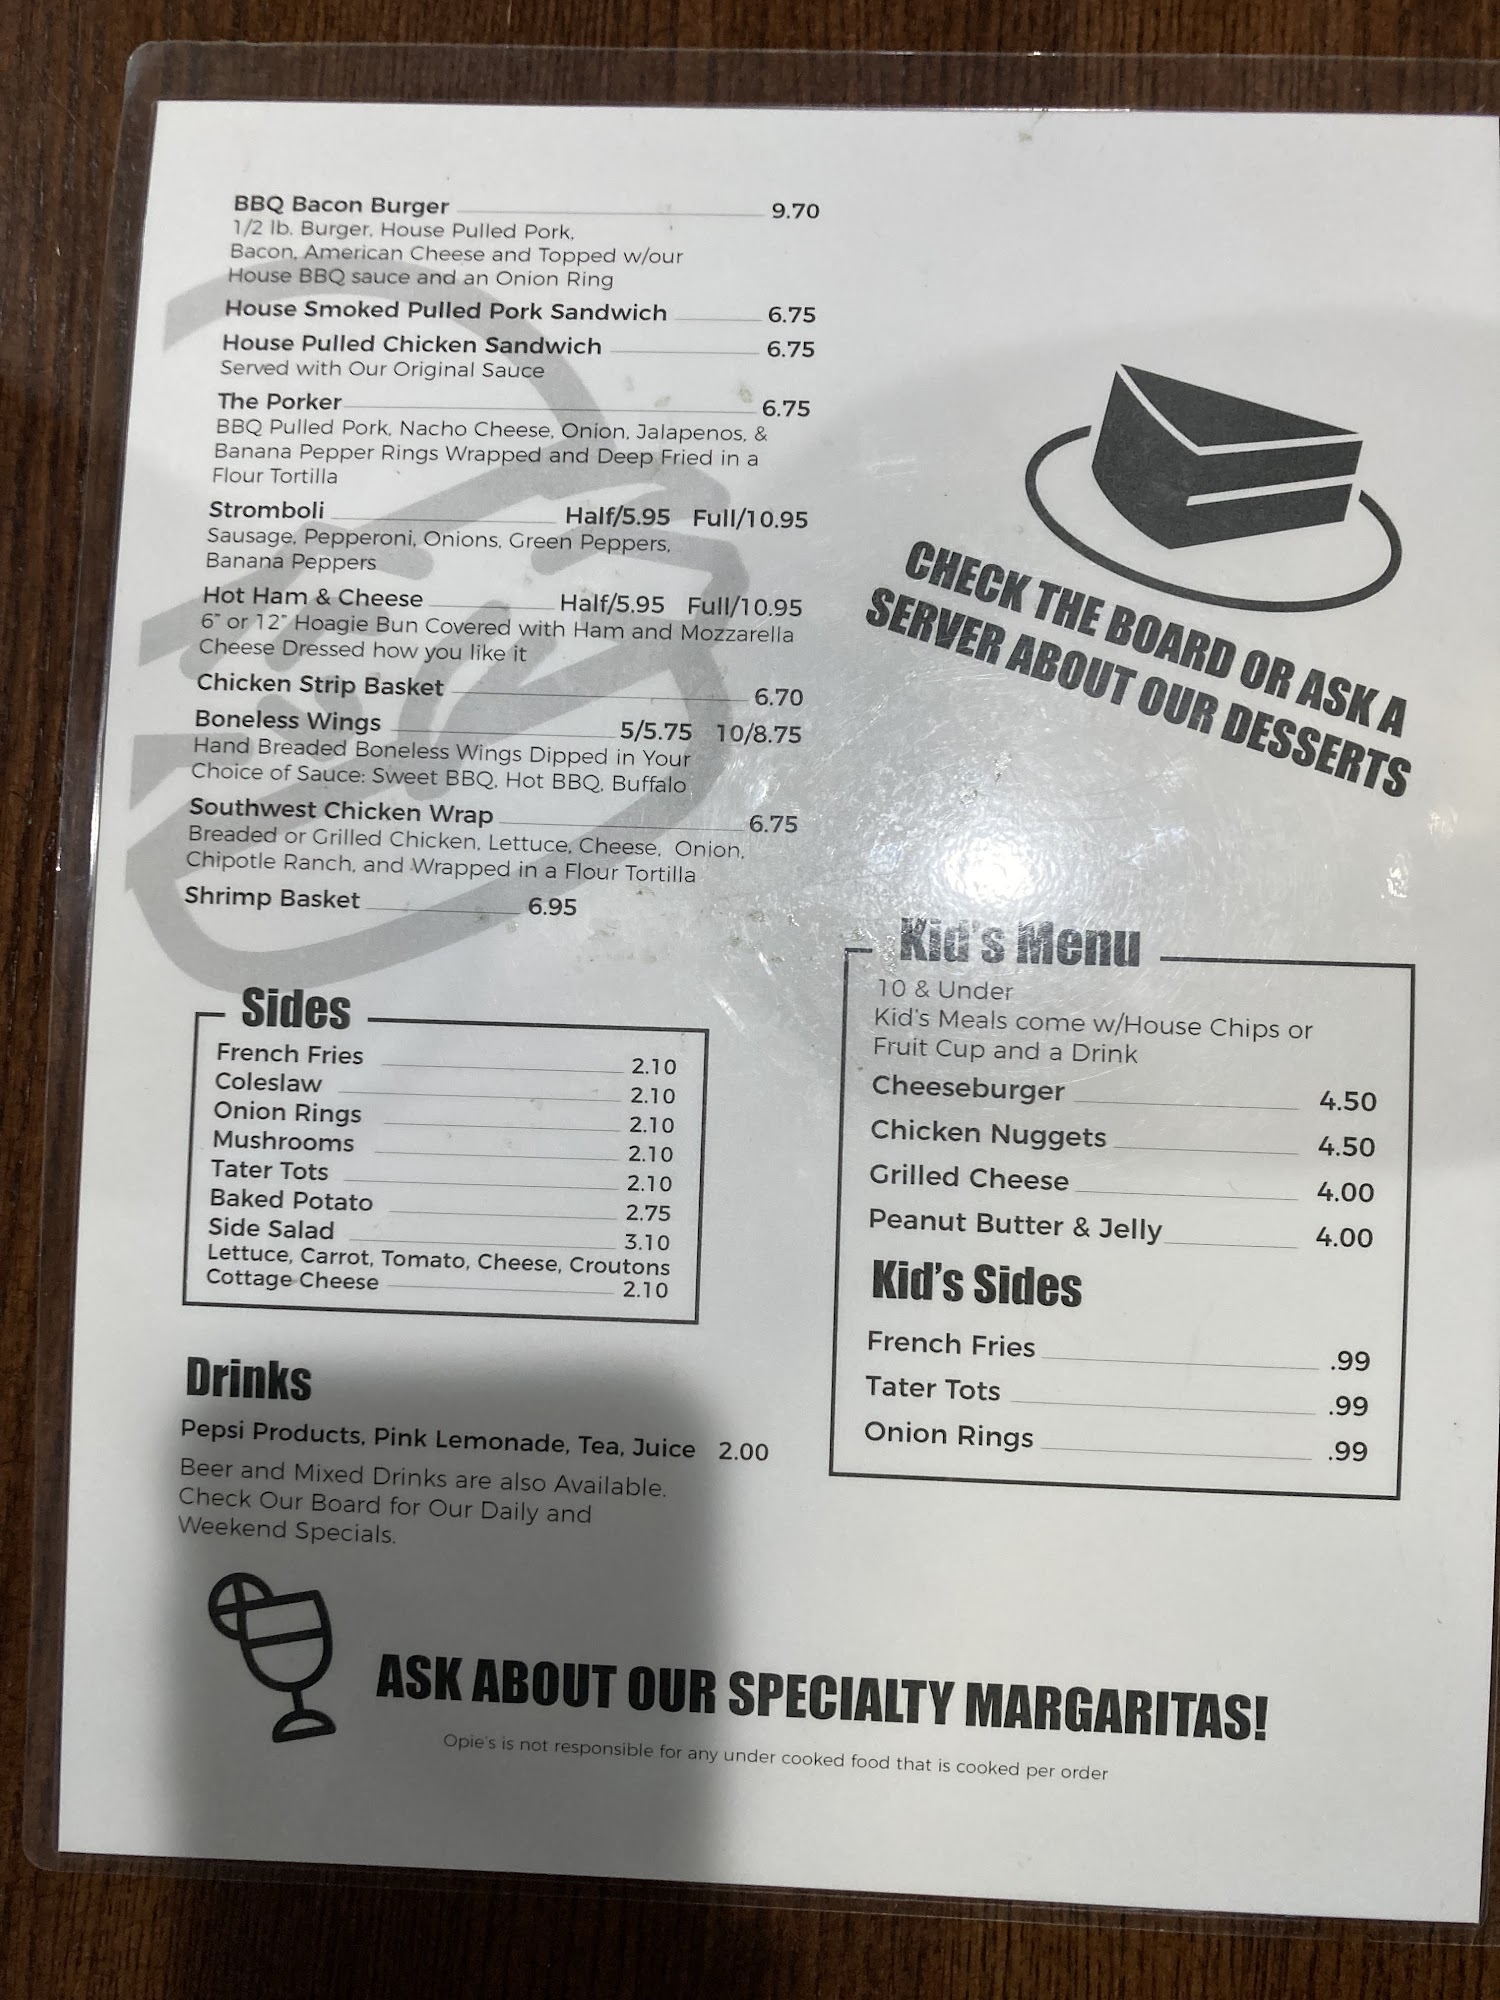 BBQ Bacon Burger 9.70
1/2 lb. Burger, House Pulled Pork,
Bacon, American Cheese and Topped w/our
House BBQ sauce and an Onion Ring
House Smoked Pulled Pork Sandwich 6.75
House Pulled Chicken Sandwich 6.75
Served with Our Original Sauce
The Porker 6.75
BBQ Pulled Pork, Nacho Cheese, Onion, Jalapenos, &
Banana Pepper Rings Wrapped and Deep Fried in a
Flour Tortilla
Stromboli Half/5.95 Full/10.95
Sausage, Pepperoni, Onions, Green Peppers,
Banana Peppers
Hot Ham & Cheese Half/5.95 Full/10.95
6" or 12" Hoagie Bun Covered with Ham and Mozzarella
Cheese Dressed how you like it
Chicken Strip Basket 6.70
Boneless Wings 5/5.75 10/8.75
Hand Breaded Boneless Wings Dipped in Your
Choice of Sauce: Sweet BBQ, Hot BBQ, Buffalo
Southwest Chicken Wrap 6.75
Breaded or Grilled Chicken, Lettuce, Cheese, Onion,
Chipotle Ranch, and Wrapped in a Flour Tortilla
Shrimp Basket 6.95
Sides
French Fries 2.10
Coleslaw 2.10
Onion Rings 2.10
Mushrooms 2.10
Tater Tots 2.10
Baked Potato 2.75
Side Salad 3.10
Lettuce, Carrot, Tomato, Cheese, Croutons
Cottage Cheese 2.10
Drinks
Pepsi Products, Pink Lemonade, Tea, Juice 2.00
Beer and Mixed Drinks are also Available.
Check Our Board for Our Daily and
Weekend Specials.
CHECK THE BOARD OR ASK A
SERVER ABOUT OUR DESSERTS
Kid's Menu
10 & Under
Kid's Meals come w/House Chips or
Fruit Cup and a Drink
Cheeseburger 4.50
Chicken Nuggets 4.50
Grilled Cheese 4.00
Peanut Butter & Jelly 4.00
Kid's Sides
French Fries .99
Tater Tots .99
Onion Rings .99
ASK ABOUT OUR SPECIALTY MARGARITAS!
Opie's is not responsible for any under cooked food that is cooked per order